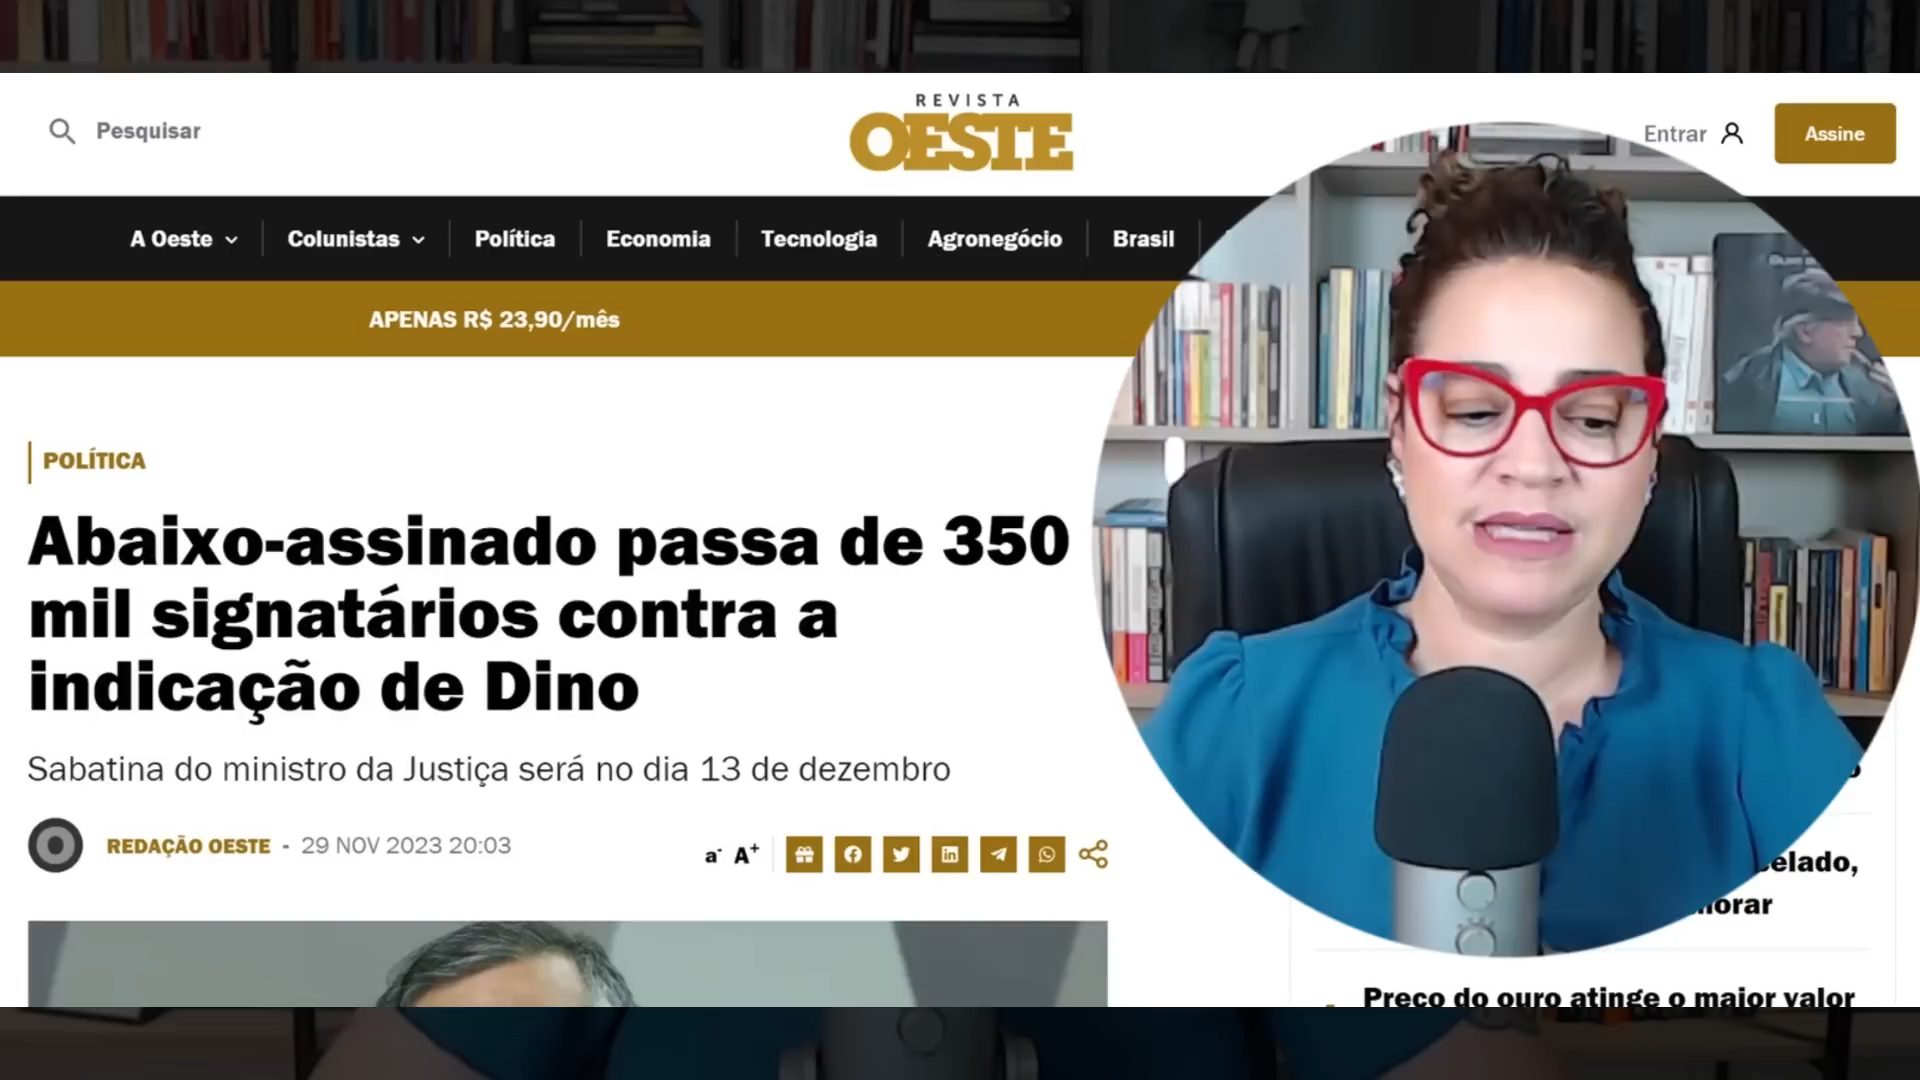 Pesquisar
REVISTA
OESTE
Entrar
Assine
A Oeste
Colunistas
Política
Economia
Tecnologia
Agronegócio
Brasil
APENAS R$ 23,90/mês
POLÍTICA
Abaixo-assinado passa de 350
mil signatários contra a
indicação de Dino
Sabatina do ministro da Justiça será no dia 13 de dezembro
REDAÇÃO OESTE - 29 NOV 2023 20:03
a- A+
Preço do ouro atinge o maior valor